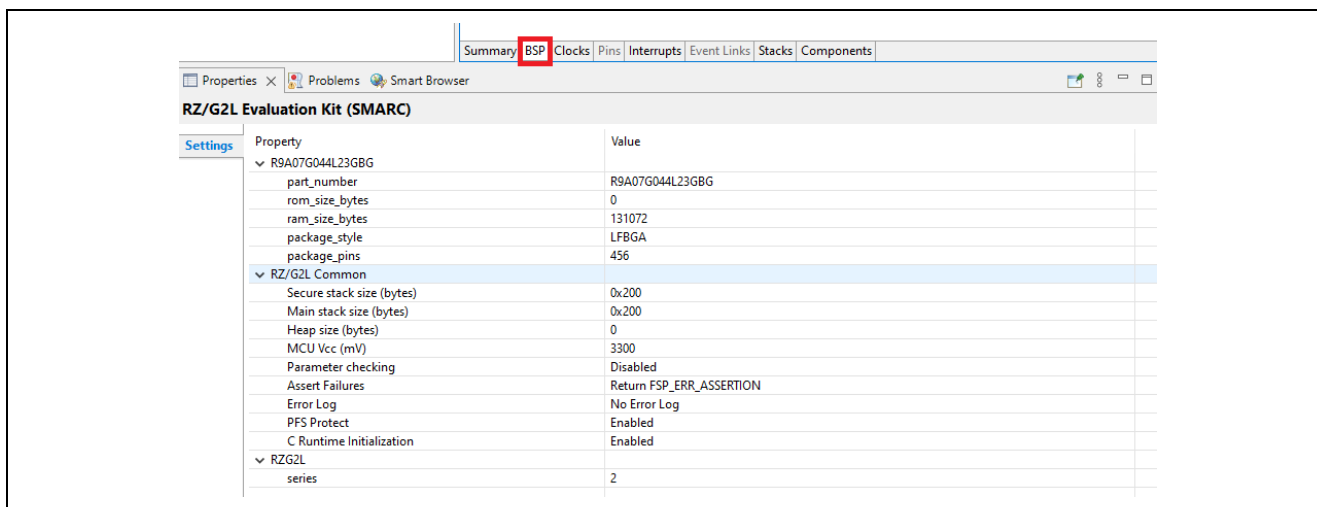 Summary BSP Clocks Pins Interrupts Event Links Stacks Components
Properties Problems Smart Browser
RZ/G2L Evaluation Kit (SMARC)
Settings Property Value
R9A07G044L23GBG
part_number R9A07G044L23GBG
rom_size_bytes 0
ram_size_bytes 131072
package_style LFBGA
package_pins 456
RZ/G2L Common
Secure stack size (bytes) 0x200
Main stack size (bytes) 0x200
Heap size (bytes) 0
MCU Vcc (mV) 3300
Parameter checking Disabled
Assert Failures Return FSP_ERR_ASSERTION
Error Log No Error Log
PFS Protect Enabled
C Runtime Initialization Enabled
RZG2L
series 2